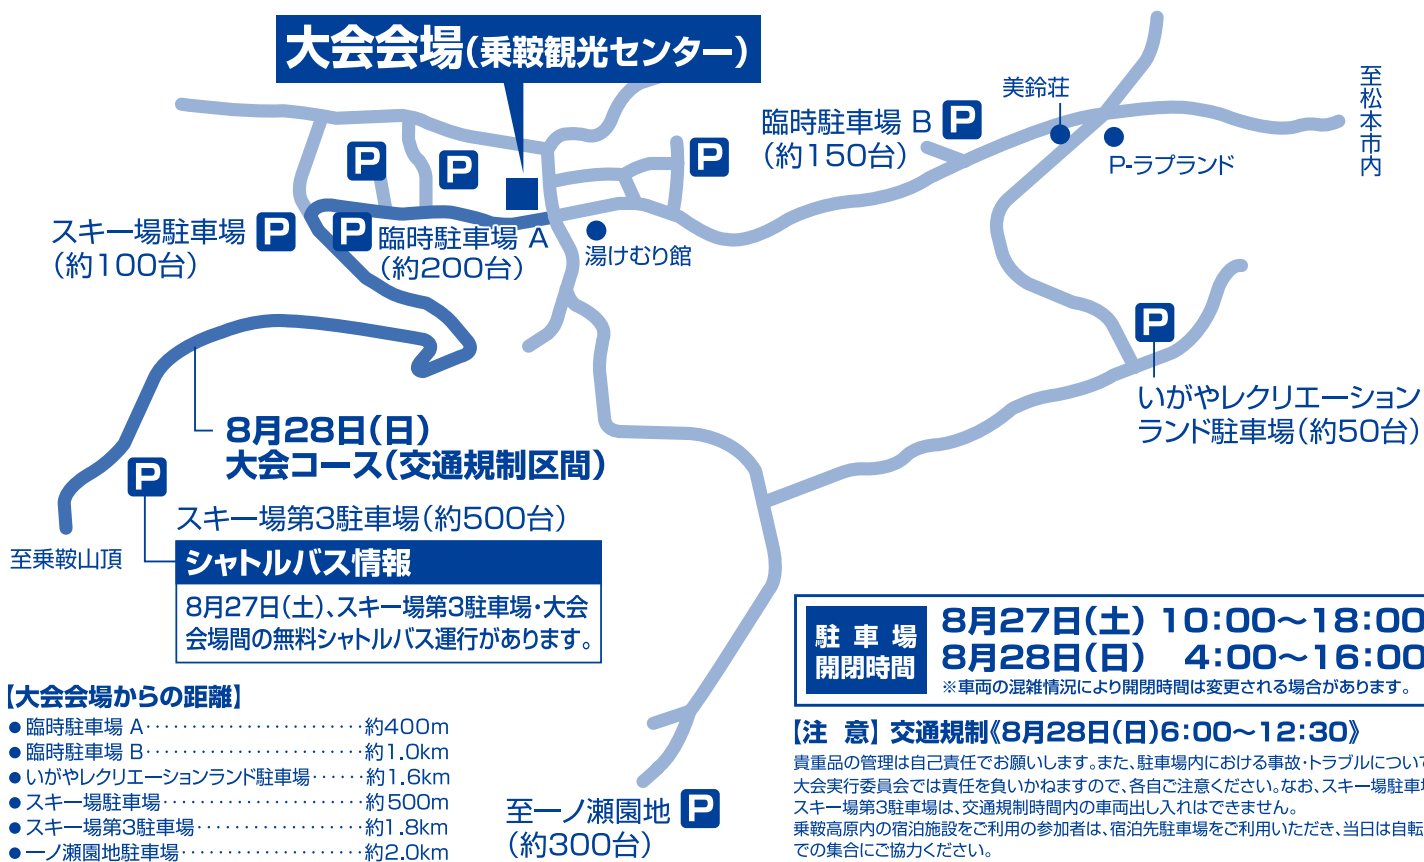 大会会場(乗鞍観光センター)
美鈴荘
至松本市内
臨時駐車場 B P
(約150台)
P-ラプランド
P
P
P
スキー場駐車場 P
(約100台)
P 臨時駐車場 A
(約200台)
湯けむり館
P
いがやレクリエーション
ランド駐車場(約50台)
8月28日(日)
大会コース(交通規制区間)
P
スキー場第3駐車場(約500台)
至乗鞍山頂
シャトルバス情報
8月27日(土)、スキー場第3駐車場・大会
会場間の無料シャトルバス運行があります。
駐車場
開閉時間
8月27日(土) 10:00〜18:00
8月28日(日) 4:00〜16:00
※車両の混雑情況により開閉時間は変更される場合があります。
【大会会場からの距離】
●臨時駐車場 A・・・・・・・・・・・・・・・・・・・・・・約400m
●臨時駐車場 B・・・・・・・・・・・・・・・・・・・・・・約1.0km
●いがやレクリエーションランド駐車場・・・・・・約1.6km
●スキー場駐車場・・・・・・・・・・・・・・・・・・・・約500m
●スキー場第3駐車場・・・・・・・・・・・・・・・・・約1.8km
●一ノ瀬園地駐車場・・・・・・・・・・・・・・・・・・約2.0km
至一ノ瀬園地 P
(約300台)
【注 意】交通規制《8月28日(日)6:00〜12:30》
貴重品の管理は自己責任でお願いします。また、駐車場内における事故・トラブルについて
大会実行委員会では責任を負いかねますので、各自ご注意ください。なお、スキー場駐車場
スキー場第3駐車場は、交通規制時間内の車両出し入れはできません。
乗鞍高原内の宿泊施設をご利用の参加者は、宿泊先駐車場をご利用いただき、当日は自転
での集合にご協力ください。